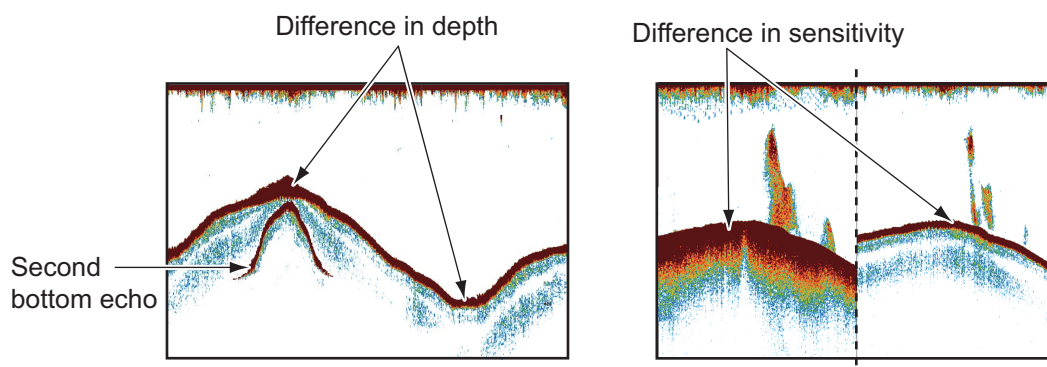 Difference in depth
Difference in sensitivity
Second
bottom echo